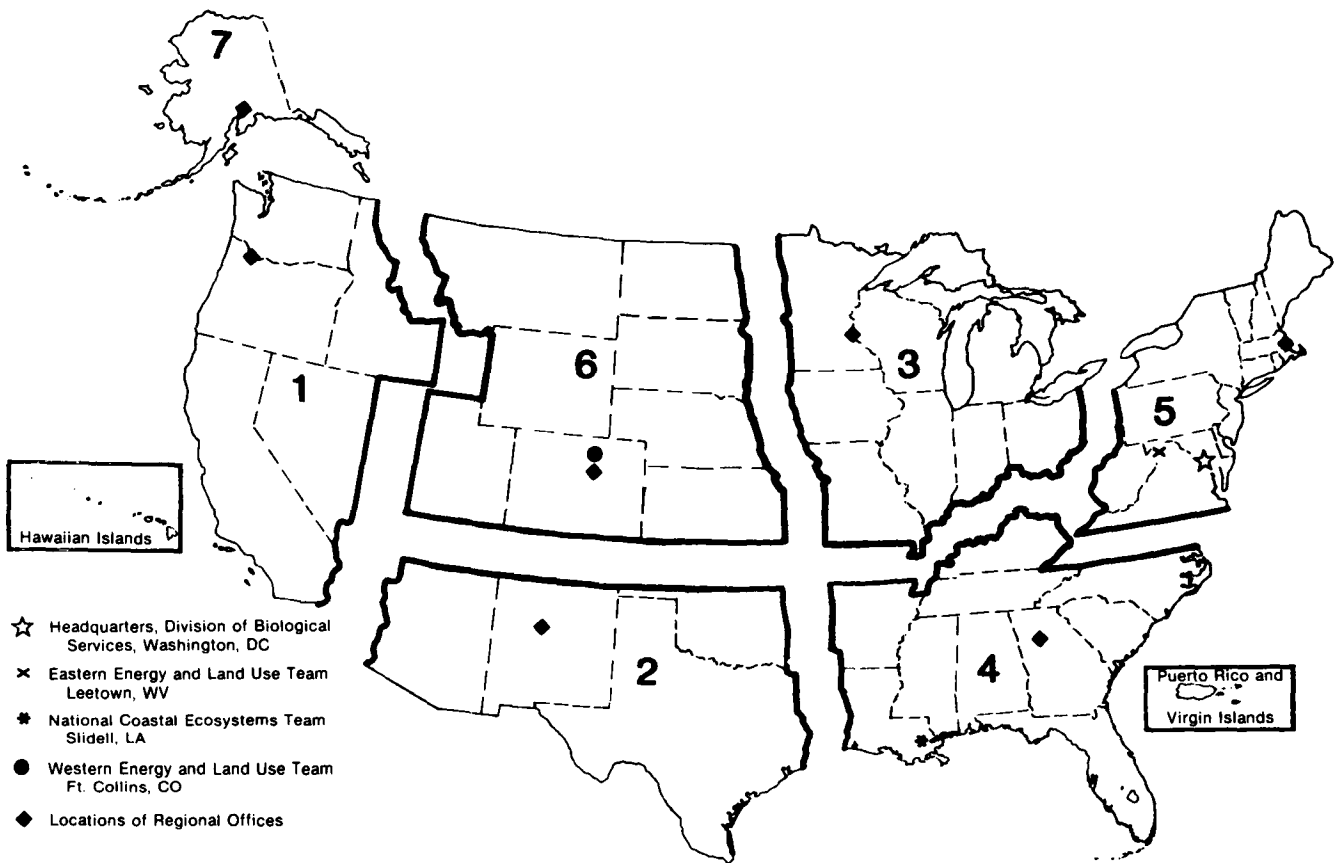 7
6
3
1
5
Hawaiian Islands
2
4
Puerto Rico and
Virgin Islands
Headquarters, Division of Biological
Services, Washington, DC
Eastern Energy and Land Use Team
Leetown, WV
National Coastal Ecosystems Team
Slidell, LA
Western Energy and Land Use Team
Ft. Collins, CO
Locations of Regional Offices